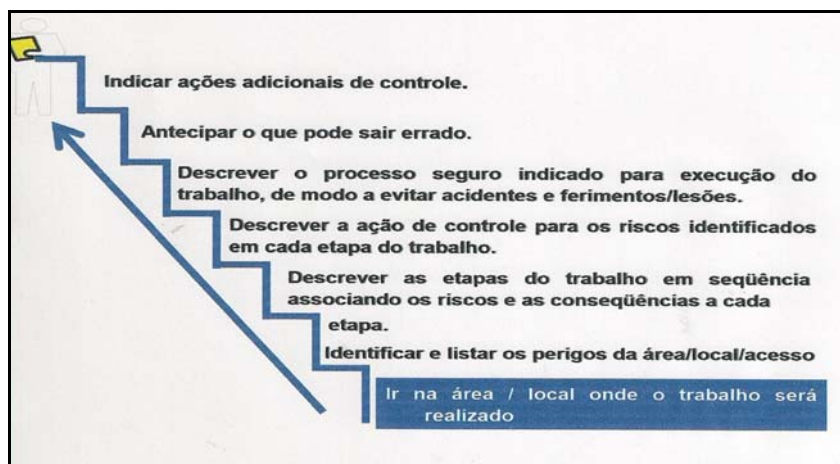 Indicar ações adicionais de controle.
Antecipar o que pode sair errado.
Descrever o processo seguro indicado para execução do
trabalho, de modo a evitar acidentes e ferimentos/lesões.
Descrever a ação de controle para os riscos identificados
em cada etapa do trabalho.
Descrever as etapas do trabalho em seqüência
associando os riscos e as conseqüências a cada
etapa.
Identificar e listar os perigos da área/local/acesso
Ir na área / local onde o trabalho será
realizado